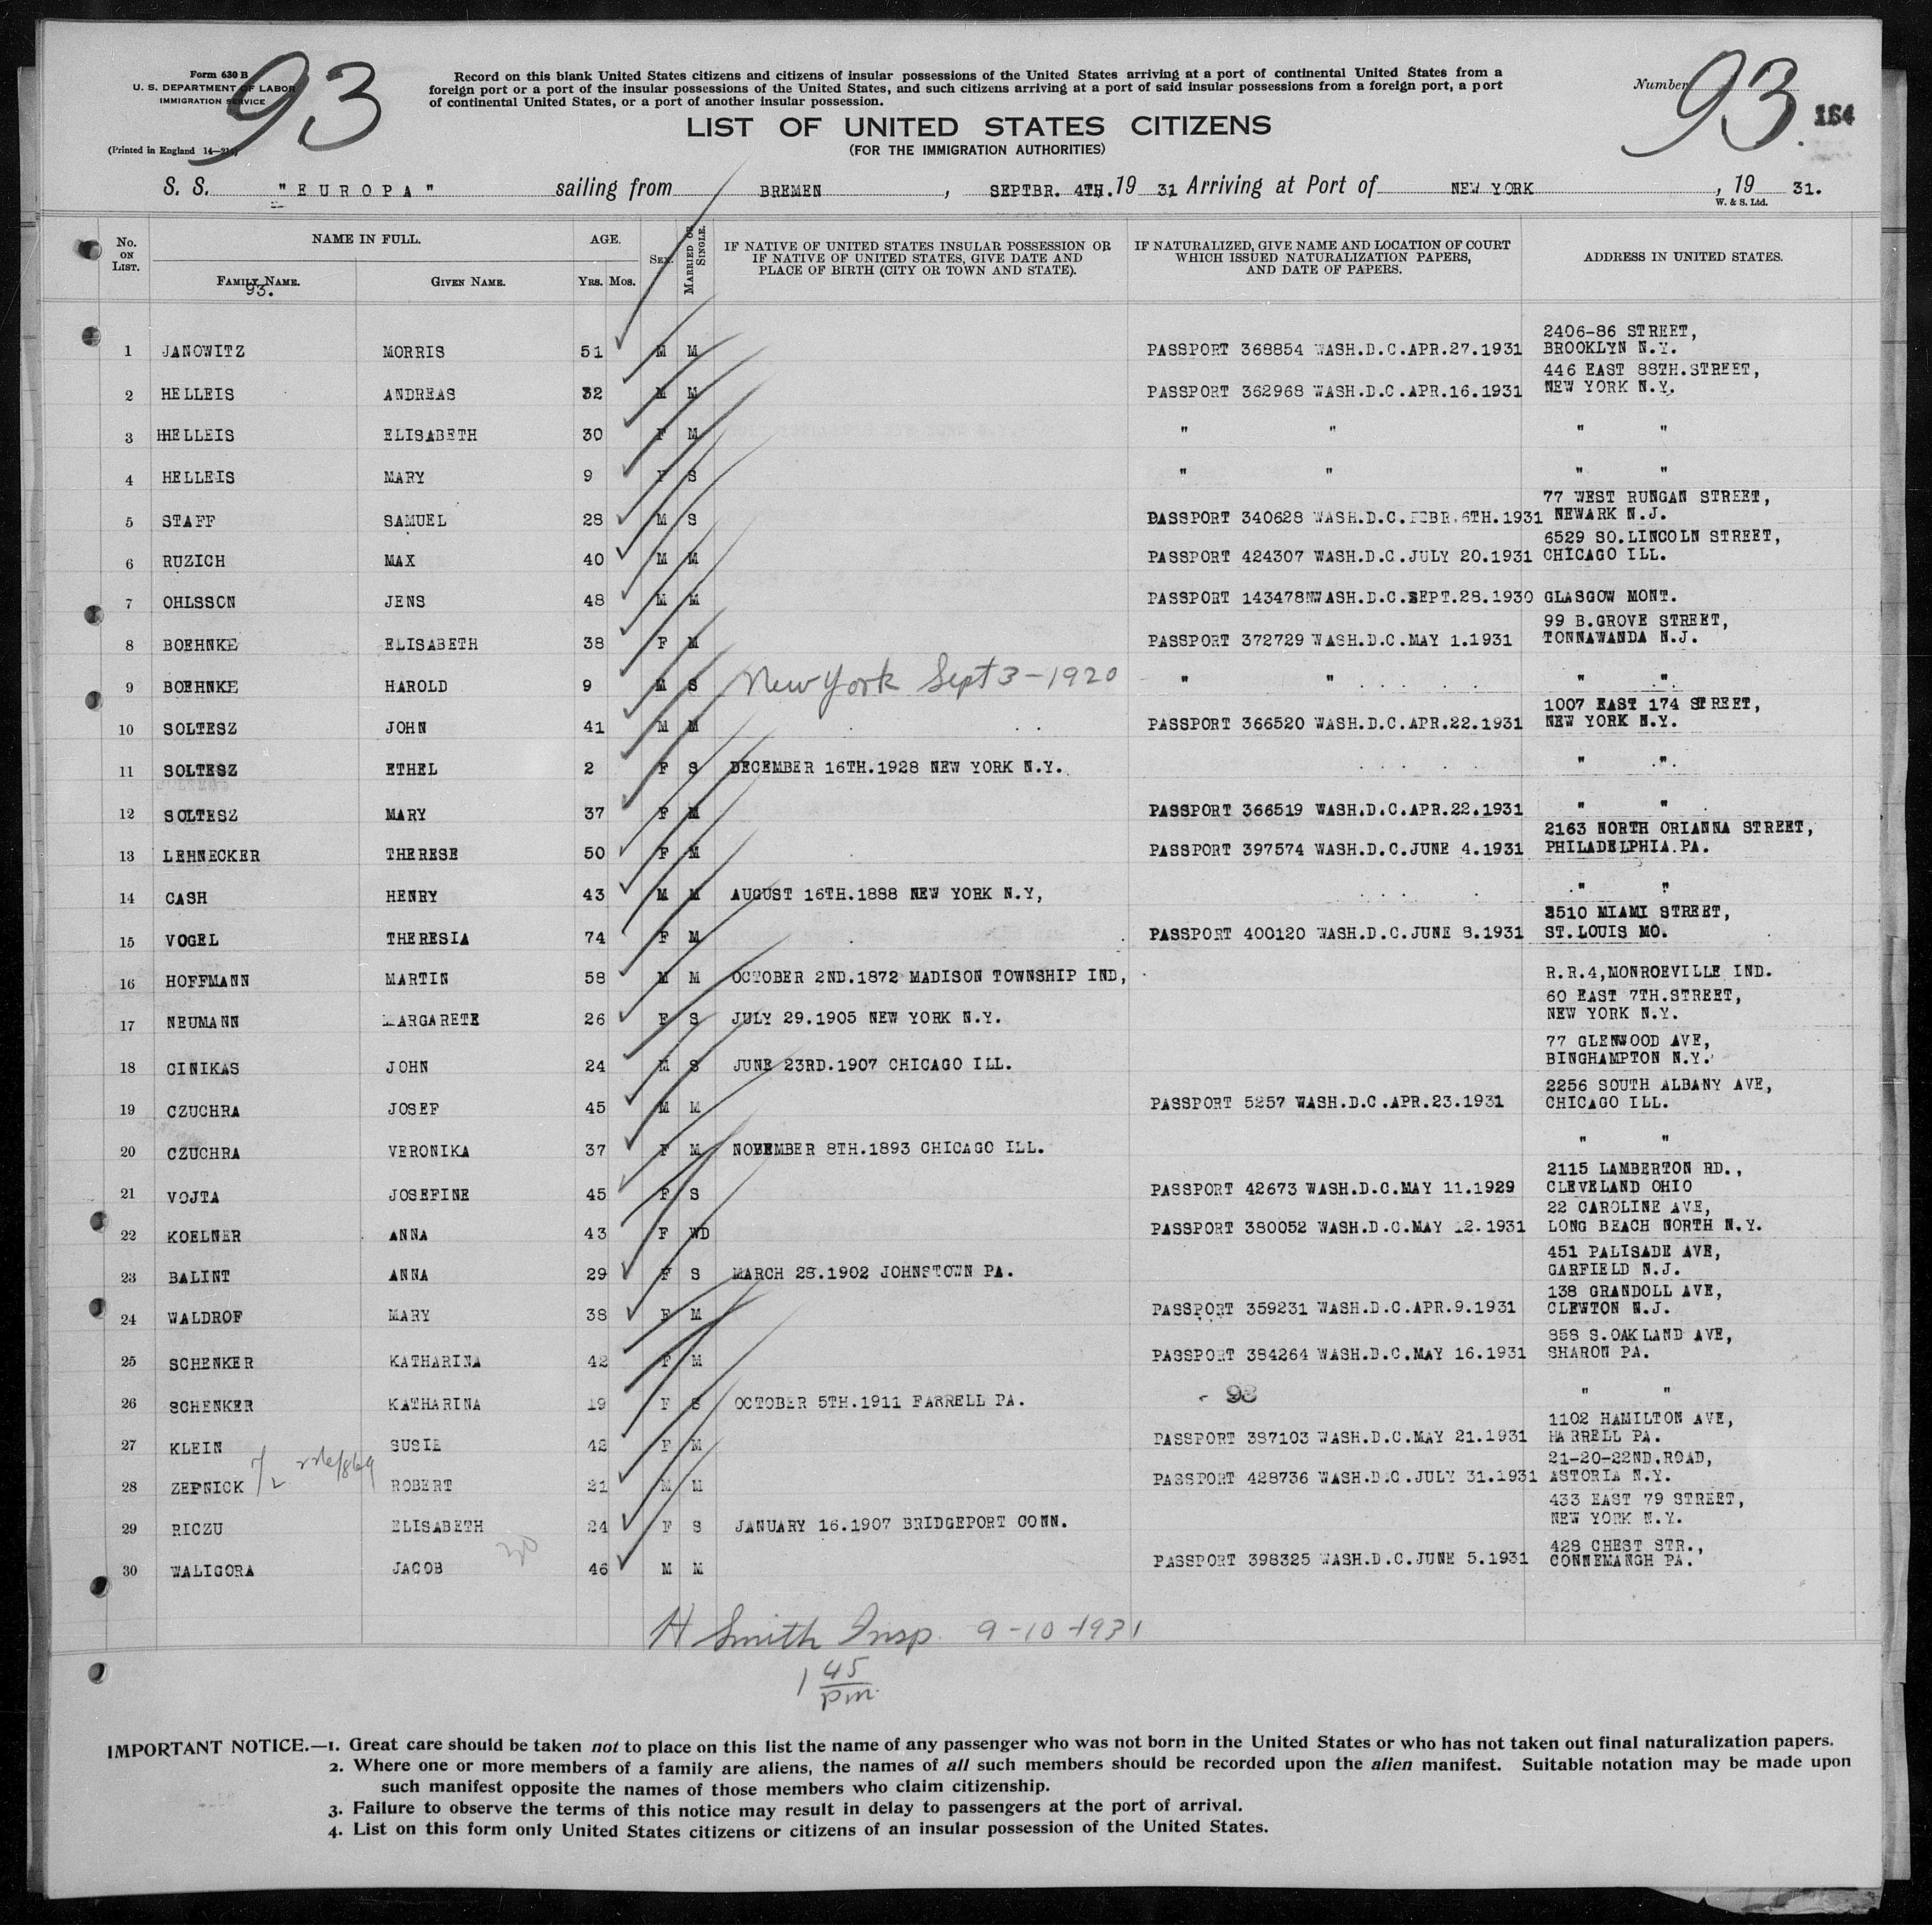 Form 630 B
U. S. DEPARTMENT OF LABOR
IMMIGRATION SERVICE
(Printed in England 14—214)
93
Record on this blank United States citizens and citizens of insular possessions of the United States arriving at a port of continental United States from a
foreign port or a port of the insular possessions of the United States, and such citizens arriving at a port of said insular possessions from a foreign port, a port
of continental United States, or a port of another insular possession.
Number 93. 164
LIST OF UNITED STATES CITIZENS
(FOR THE IMMIGRATION AUTHORITIES)
S. S. "EUROPA" sailing from BREMEN, SEPTBR. 4TH. 19 31 Arriving at Port of NEW YORK, 19 31.
W. & S. Ltd.
No. ON LIST. NAME IN FULL. AGE. SEX. MARRIED OR SINGLE. IF NATIVE OF UNITED STATES INSULAR POSSESSION OR IF NATIVE OF UNITED STATES, GIVE DATE AND PLACE OF BIRTH (CITY OR TOWN AND STATE). IF NATURALIZED, GIVE NAME AND LOCATION OF COURT WHICH ISSUED NATURALIZATION PAPERS, AND DATE OF PAPERS. ADDRESS IN UNITED STATES.
FAMILY NAME. GIVEN NAME. YRS. MOS.
93.
1 JANOWITZ MORRIS 51 M M PASSPORT 368854 WASH.D.C.APR.27.1931 2406-86 STREET, BROOKLYN N.Y.
2 HELLEIS ANDREAS 32 M M PASSPORT 362968 WASH.D.C.APR.16.1931 446 EAST 88TH.STREET, NEW YORK N.Y.
3 HHELLEIS ELISABETH 30 F M " " " "
4 HELLEIS MARY 9 F S " " " "
5 STAFF SAMUEL 28 M S PASSPORT 340628 WASH.D.C.FEBR.6TH.1931 77 WEST RUNGAN STREET, NEWARK N.J.
6 RUZICH MAX 40 M M PASSPORT 424307 WASH.D.C.JULY 20.1931 6529 SO.LINCOLN STREET, CHICAGO ILL.
7 OHLSSON JENS 48 M M PASSPORT 143478 WASH.D.C.SEPT.28.1930 GLASGOW MONT.
8 BOEHNKE ELISABETH 38 F M PASSPORT 372729 WASH.D.C.MAY 1.1931 99 B.GROVE STREET, TONNAWANDA N.J.
9 BOEHNKE HAROLD 9 M S New York Sept 3-1920 " " " "
10 SOLTESZ JOHN 41 M M PASSPORT 366520 WASH.D.C.APR.22.1931 1007 EAST 174 STREET, NEW YORK N.Y.
11 SOLTESZ ETHEL 2 F S DECEMBER 16TH.1928 NEW YORK N.Y. " "
12 SOLTESZ MARY 37 F M PASSPORT 366519 WASH.D.C.APR.22.1931 " "
13 LEHNECKER THERESE 50 F M PASSPORT 397574 WASH.D.C.JUNE 4.1931 2163 NORTH ORIANNA STREET, PHILADELPHIA.PA.
14 CASH HENRY 43 M M AUGUST 16TH.1888 NEW YORK N.Y, " "
15 VOGEL THERESIA 74 F M PASSPORT 400120 WASH.D.C.JUNE 8.1931 3510 MIAMI STREET, ST.LOUIS MO.
16 HOFFMANN MARTIN 58 M M OCTOBER 2ND.1872 MADISON TOWNSHIP IND, R.R.4,MONROEVILLE IND.
17 NEUMANN MARGARETE 26 F S JULY 29.1905 NEW YORK N.Y. 60 EAST 7TH.STREET, NEW YORK N.Y.
18 CINIKAS JOHN 24 M S JUNE 23RD.1907 CHICAGO ILL. 77 GLENWOOD AVE, BINGHAMPTON N.Y.
19 CZUCHRA JOSEF 45 M M PASSPORT 5257 WASH.D.C.APR.23.1931 2256 SOUTH ALBANY AVE, CHICAGO ILL.
20 CZUCHRA VERONIKA 37 F M NOVEMBER 8TH.1893 CHICAGO ILL. " "
21 VOJTA JOSEFINE 45 F S PASSPORT 42673 WASH.D.C.MAY 11.1929 2115 LAMBERTON RD., CLEVELAND OHIO
22 KOELNER ANNA 43 F WD PASSPORT 380052 WASH.D.C.MAY 12.1931 22 CAROLINE AVE, LONG BEACH NORTH N.Y.
23 BALINT ANNA 29 F S MARCH 28.1902 JOHNSTOWN PA. 451 PALISADE AVE, GARFIELD N.J.
24 WALDROF MARY 38 F M PASSPORT 359231 WASH.D.C.APR.9.1931 138 GRANDOLL AVE, CLEWTON N.J.
25 SCHENKER KATHARINA 42 F M PASSPORT 384264 WASH.D.C.MAY 16.1931 858 S.OAKLAND AVE, SHARON PA.
26 SCHENKER KATHARINA 19 F S OCTOBER 5TH.1911 FARRELL PA. - 93 " "
27 KLEIN SUSIE 42 F M PASSPORT 387103 WASH.D.C.MAY 21.1931 1102 HAMILTON AVE, HARRELL PA.
28 ZEPNICK ROBERT 21 M M PASSPORT 428736 WASH.D.C.JULY 31.1931 21-20-22ND.ROAD, ASTORIA N.Y.
29 RICZU ELISABETH 24 F S JANUARY 16.1907 BRIDGEPORT CONN. 433 EAST 79 STREET, NEW YORK N.Y.
30 WALIGORA JACOB 30 46 M M PASSPORT 398325 WASH.D.C.JUNE 5.1931 428 CHEST STR., CONNEMANGH PA.
H Smith Insp. 9-10-1931
1 45 pm.
IMPORTANT NOTICE.—1. Great care should be taken not to place on this list the name of any passenger who was not born in the United States or who has not taken out final naturalization papers.
2. Where one or more members of a family are aliens, the names of all such members should be recorded upon the alien manifest. Suitable notation may be made upon
such manifest opposite the names of those members who claim citizenship.
3. Failure to observe the terms of this notice may result in delay to passengers at the port of arrival.
4. List on this form only United States citizens or citizens of an insular possession of the United States.